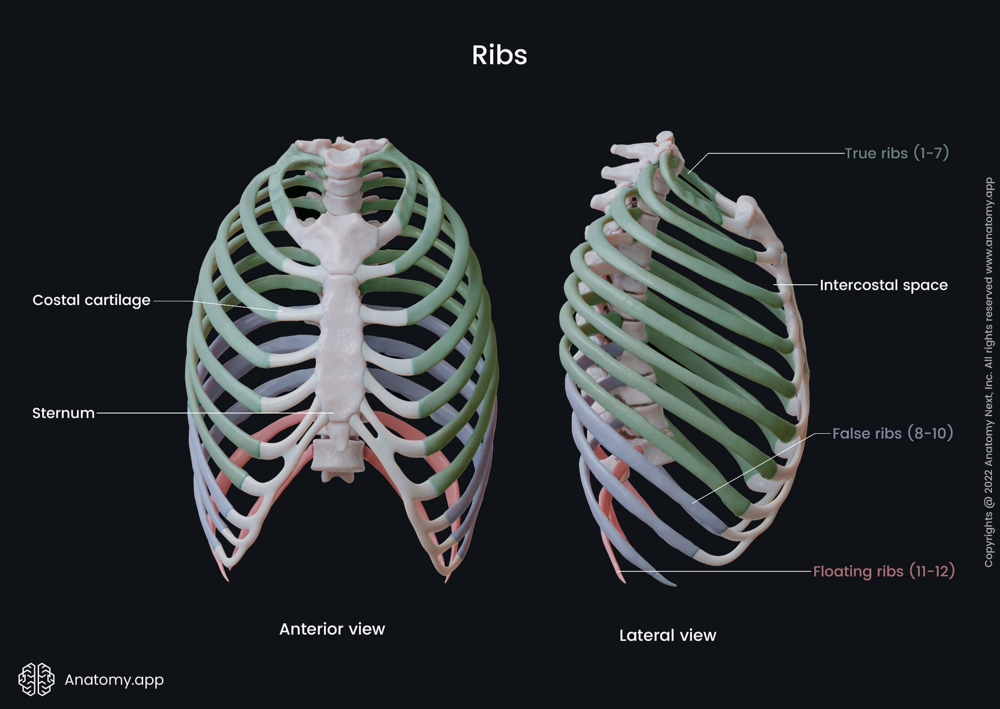 Ribs
True ribs (1-7)
Intercostal space
Costal cartilage
Sternum
False ribs (8-10)
Floating ribs (11-12)
Anterior view
Lateral view
Anatomy.app
Copyrights @ 2022 Anatomy Next, Inc. All rights reserved www.anatomy.app